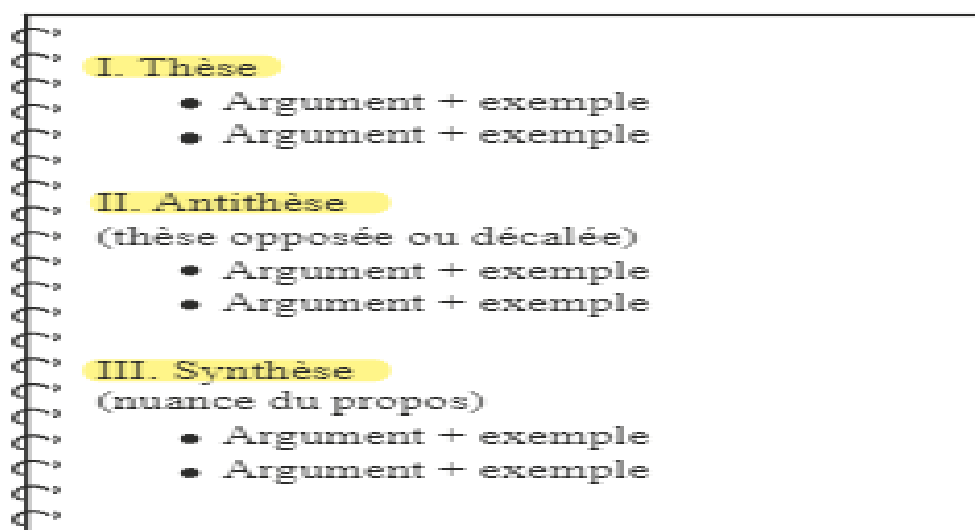 I. Thèse
• Argument + exemple
• Argument + exemple
II. Antithèse
(thèse opposée ou décalée)
• Argument + exemple
• Argument + exemple
III. Synthèse
(nuance du propos)
• Argument + exemple
• Argument + exemple